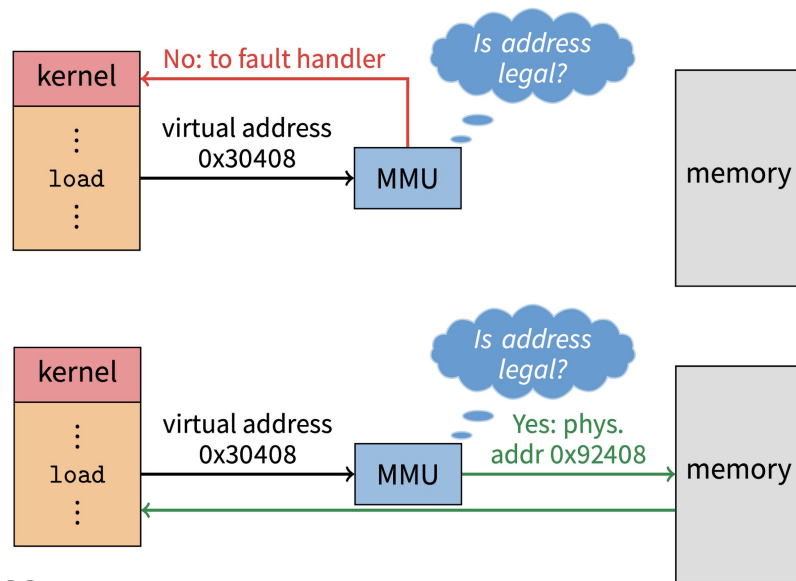 Is address
legal?
No: to fault handler
kernel
virtual address
0x30408
⋮
load
⋮
MMU
memory
Is address
legal?
kernel
virtual address
0x30408
Yes: phys.
addr 0x92408
⋮
load
⋮
MMU
memory